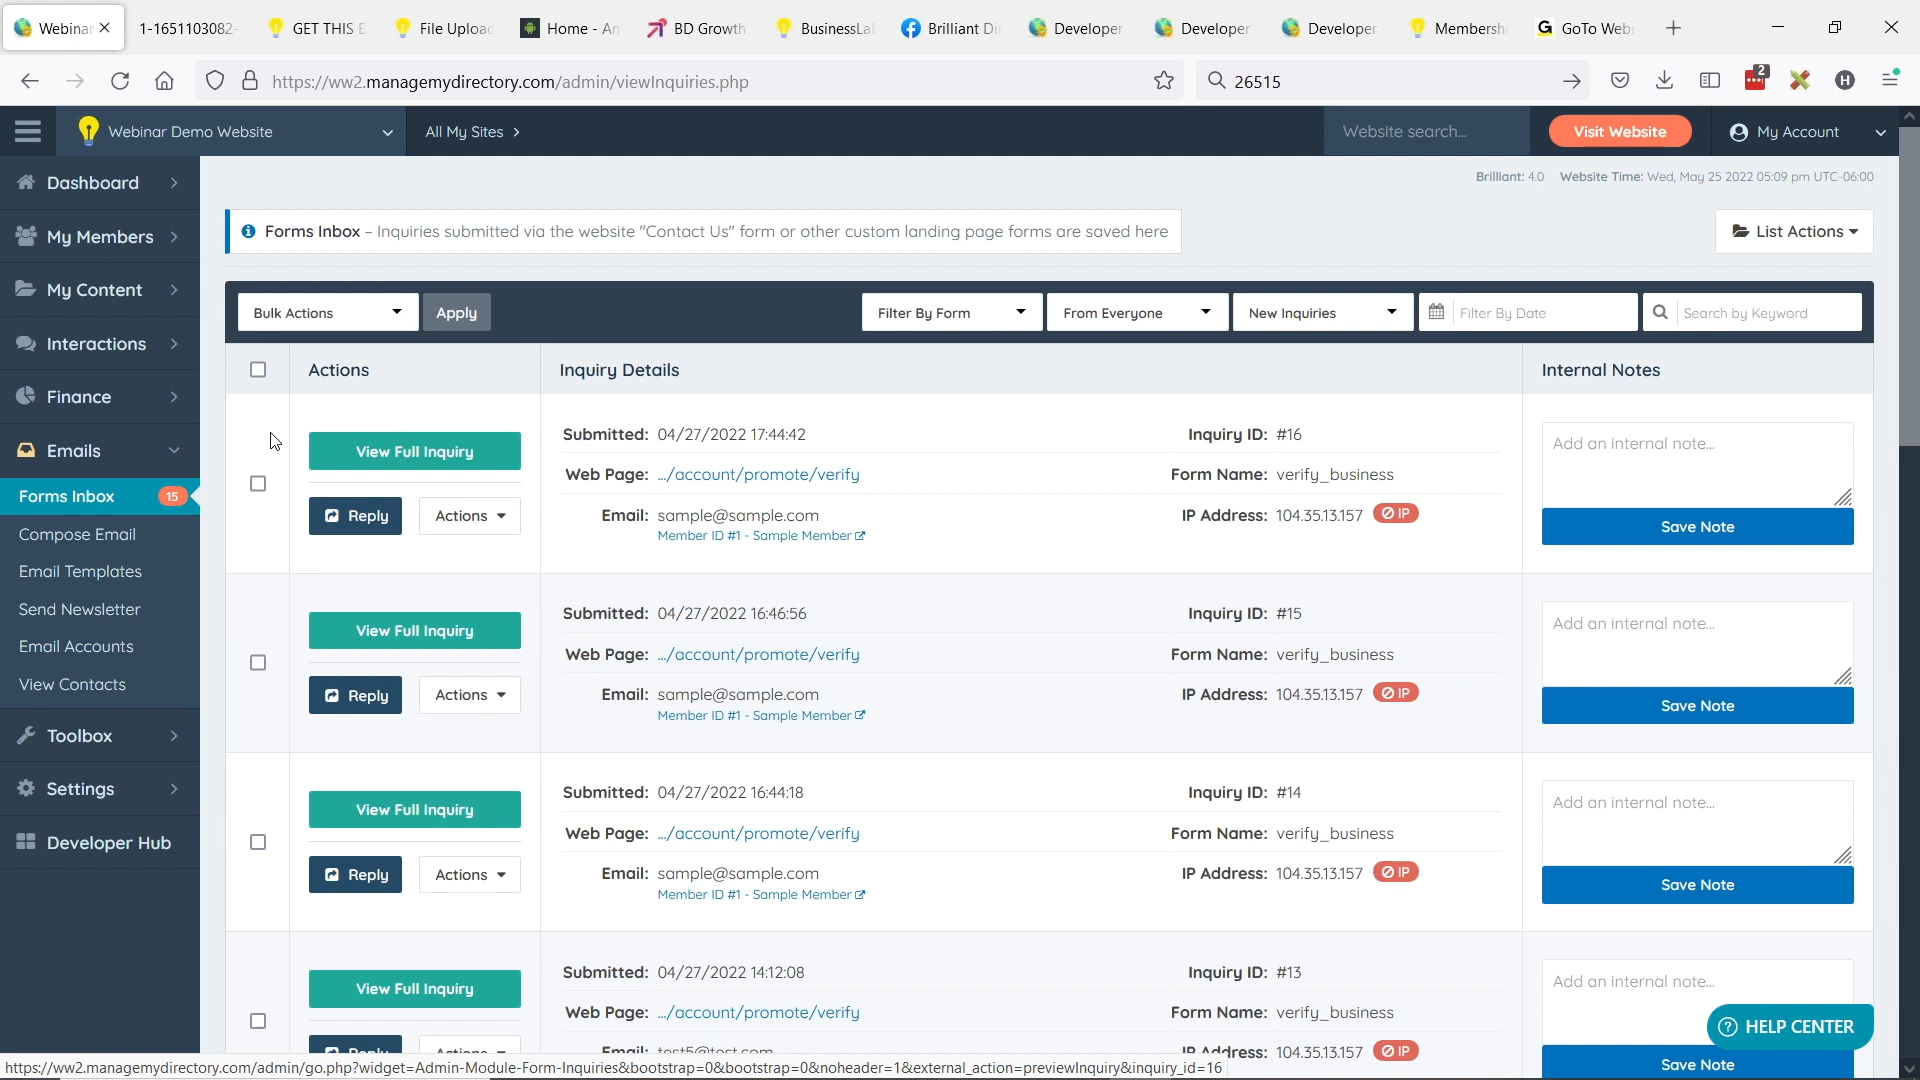 Webinar
1-1651103082-
GET THIS E
File Upload
Home - An
BD Growth
BusinessLa
Brilliant Di
Developer
Developer
Developer
Membersh
GoTo Web
https://ww2.managemydirectory.com/admin/viewInquiries.php
26515
2
H
Webinar Demo Website
All My Sites
Website search...
Visit Website
My Account
Brilliant: 4.0 Website Time: Wed, May 25 2022 05:09 pm UTC-06:00
Dashboard
My Members
My Content
Interactions
Finance
Emails
Forms Inbox 15
Compose Email
Email Templates
Send Newsletter
Email Accounts
View Contacts
Toolbox
Settings
Developer Hub
Forms Inbox - Inquiries submitted via the website "Contact Us" form or other custom landing page forms are saved here
List Actions
Bulk Actions
Apply
Filter By Form
From Everyone
New Inquiries
Filter By Date
Search by Keyword
Actions
Inquiry Details
Internal Notes
View Full Inquiry
Reply
Actions
Submitted: 04/27/2022 17:44:42
Inquiry ID: #16
Web Page: .../account/promote/verify
Form Name: verify_business
Email: sample@sample.com
Member ID #1 - Sample Member
IP Address: 104.35.13.157 IP
Add an internal note...
Save Note
View Full Inquiry
Reply
Actions
Submitted: 04/27/2022 16:46:56
Inquiry ID: #15
Web Page: .../account/promote/verify
Form Name: verify_business
Email: sample@sample.com
Member ID #1 - Sample Member
IP Address: 104.35.13.157 IP
Add an internal note...
Save Note
View Full Inquiry
Reply
Actions
Submitted: 04/27/2022 16:44:18
Inquiry ID: #14
Web Page: .../account/promote/verify
Form Name: verify_business
Email: sample@sample.com
Member ID #1 - Sample Member
IP Address: 104.35.13.157 IP
Add an internal note...
Save Note
View Full Inquiry
Reply
Actions
Submitted: 04/27/2022 14:12:08
Inquiry ID: #13
Web Page: .../account/promote/verify
Form Name: verify_business
Email: test5@test.com
IP Address: 104.35.13.157 IP
Add an internal note...
Save Note
HELP CENTER
https://ww2.managemydirectory.com/admin/go.php?widget=Admin-Module-Form-Inquiries&bootstrap=0&bootstrap=0&noheader=1&external_action=previewInquiry&inquiry_id=16